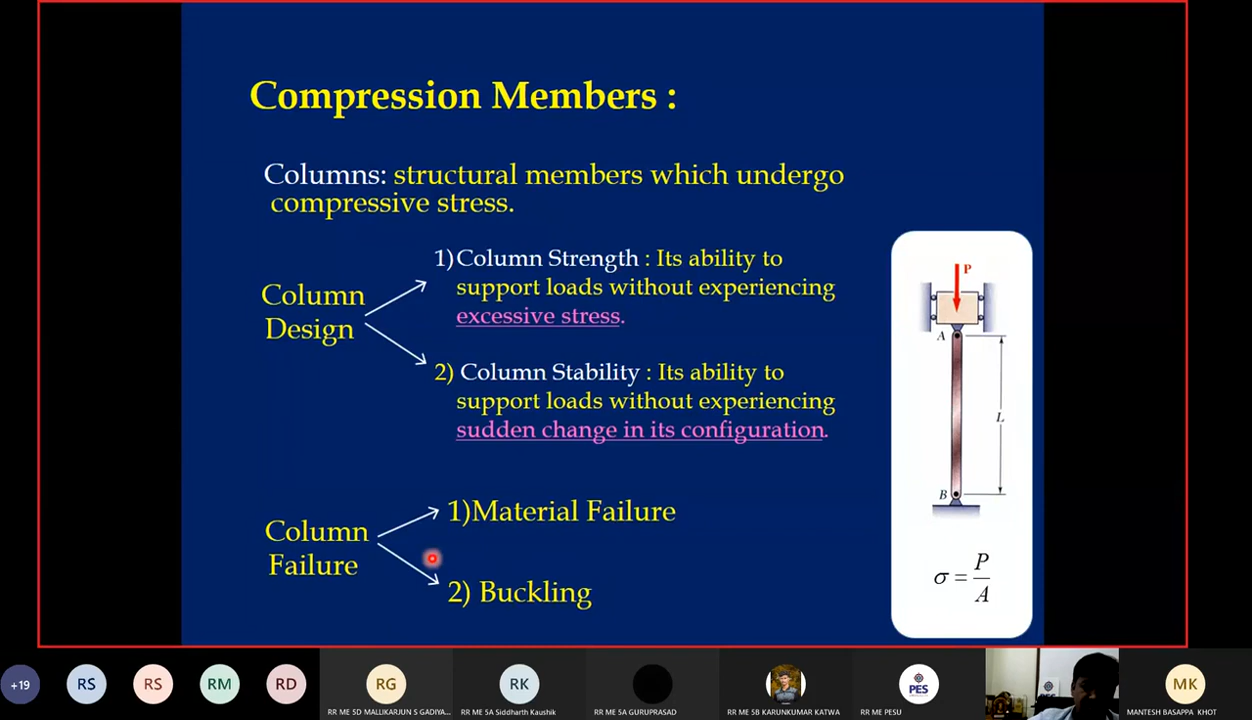 Compression Members :
Columns: structural members which undergo
compressive stress.
1)Column Strength : Its ability to
support loads without experiencing
excessive stress.
Column
Design
2) Column Stability : Its ability to
support loads without experiencing
sudden change in its configuration.
Column
Failure
1)Material Failure
2) Buckling
P
A
L
B
σ = P/A
+19
RS
RS
RM
RD
RG
RR ME 5D MALLIKARJUN S GADIYA...
RK
RR ME 5A Siddharth Kaushik
RR ME 5A GURUPRASAD
RR ME 5B KARUNKUMAR KATWA
PES
RR ME PESU
MK
MANTESH BASAPPA KHOT